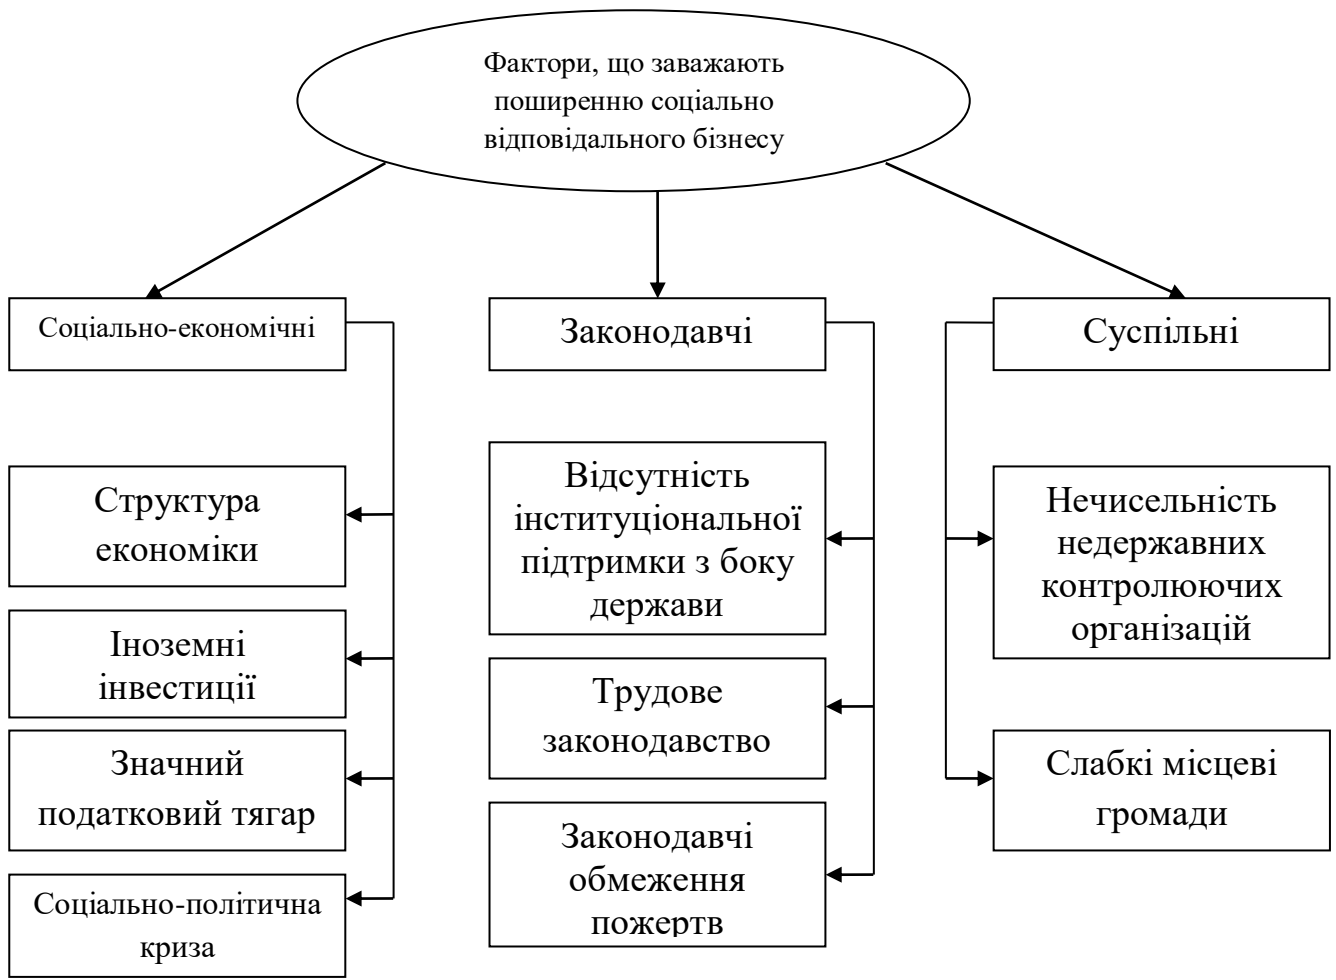 Фактори, що заважають
поширенню соціально
відповідального бізнесу
Соціально-економічні
Законодавчі
Суспільні
Структура
економіки
Іноземні
інвестиції
Значний
податковий тягар
Соціально-політична
криза
Відсутність
інституціональної
підтримки з боку
держави
Трудове
законодавство
Законодавчі
обмеження
пожертв
Нечисельність
недержавних
контролюючих
організацій
Слабкі місцеві
громади